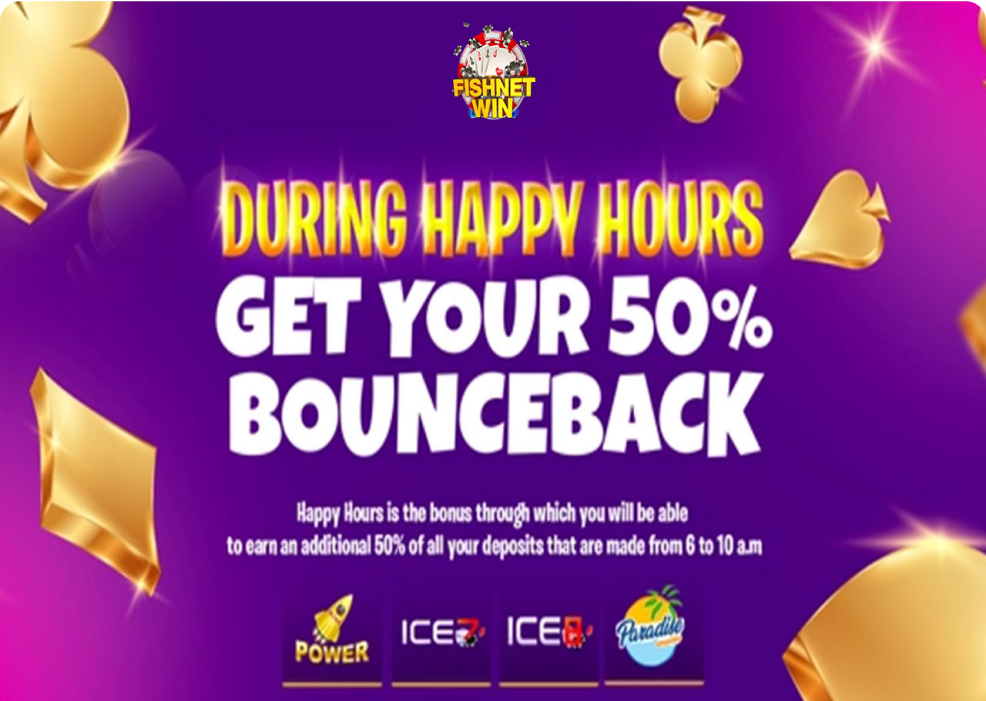 FISHNET
WIN
DURING HAPPY HOURS
GET YOUR 50%
BOUNCEBACK
Happy Hours is the bonus through which you will be able
to earn an additional 50% of all your deposits that are made from 6 to 10 a.m
POWER
ICE7
ICE8
Paradise